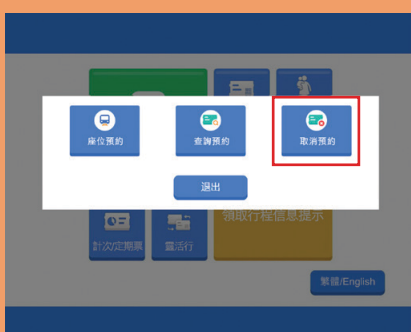 座位預約
查詢預約
取消預約
退出
領取行程信息提示
計次/定期票
靈活行
繁體/English